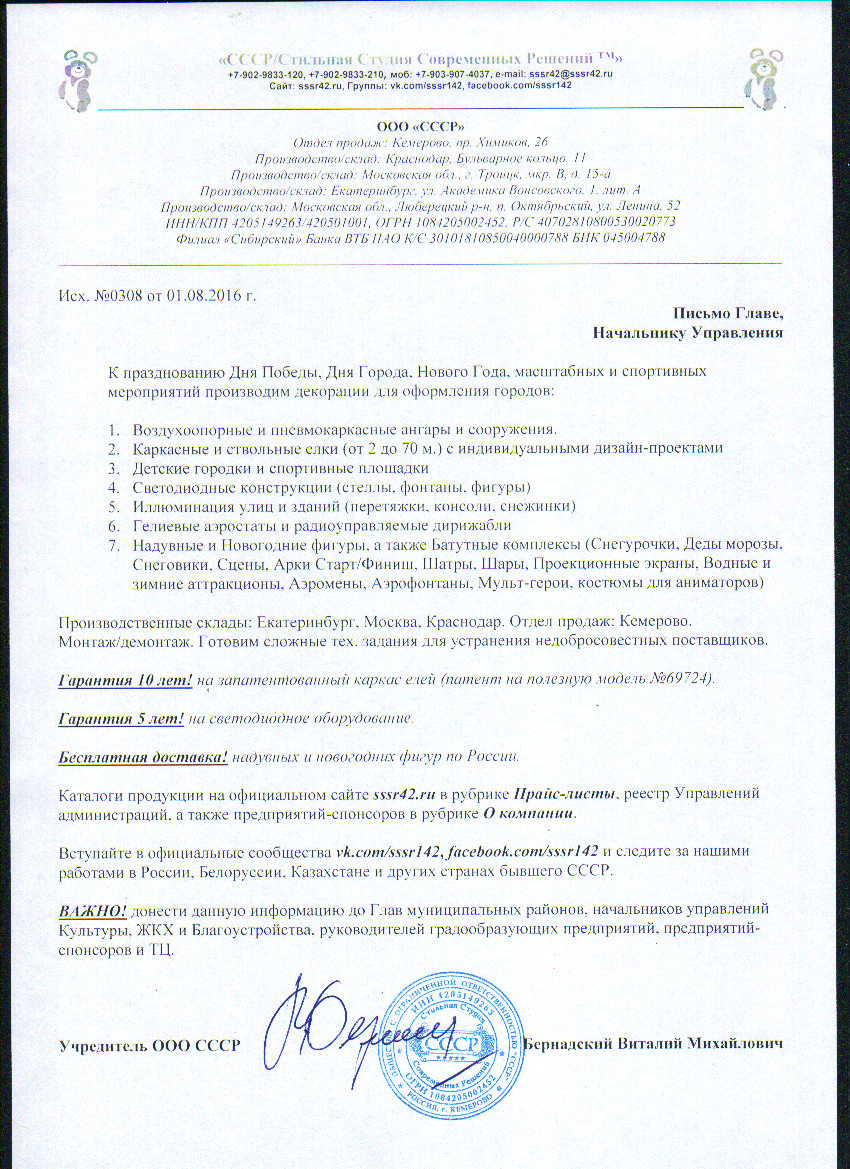 «СССР/Стильная Студия Современных Решений ™»
+7-902-9833-120, +7-902-9833-210, моб: +7-903-907-4037, e-mail: sssr42@sssr42.ru
Сайт: sssr42.ru, Группы: vk.com/sssr142, facebook.com/sssr142
ООО «СССР»
Отдел продаж: Кемерово, пр. Химиков, 26
Производство/склад: Краснодар, Бульварное кольцо, 11
Производство/склад: Московская обл., г. Троицк, мкр. В, д. 15-а
Производство/склад: Екатеринбург, ул. Академика Вонсовского, 1, лит. А
Производство/склад: Московская обл., Люберецкий р-н, п. Октябрьский, ул. Ленина, 52
ИНН/КПП 4205149263/420501001, ОГРН 1084205002452, Р/С 40702810800530020773
Филиал «Сибирский» Банка ВТБ ПАО К/С 30101810850040000788 БИК 045004788
Исх. №0308 от 01.08.2016 г.
Письмо Главе,
Начальнику Управления
К празднованию Дня Победы, Дня Города, Нового Года, масштабных и спортивных
мероприятий производим декорации для оформления городов:
1. Воздухоопорные и пневмокаркасные ангары и сооружения.
2. Каркасные и ствольные елки (от 2 до 70 м.) с индивидуальными дизайн-проектами
3. Детские городки и спортивные площадки
4. Светодиодные конструкции (стеллы, фонтаны, фигуры)
5. Иллюминация улиц и зданий (перетяжки, консоли, снежинки)
6. Гелиевые аэростаты и радиоуправляемые дирижабли
7. Надувные и Новогодние фигуры, а также Батутные комплексы (Снегурочки, Деды морозы,
Снеговики, Сцены, Арки Старт/Финиш, Шатры, Шары, Проекционные экраны, Водные и
зимние аттракционы, Аэромены, Аэрофонтаны, Мульт-герои, костюмы для аниматоров)
Производственные склады: Екатеринбург, Москва, Краснодар. Отдел продаж: Кемерово.
Монтаж/демонтаж. Готовим сложные тех. задания для устранения недобросовестных поставщиков.
Гарантия 10 лет! на запатентованный каркас елей (патент на полезную модель №69724).
Гарантия 5 лет! на светодиодное оборудование.
Бесплатная доставка! надувных и новогодних фигур по России.
Каталоги продукции на официальном сайте sssr42.ru в рубрике Прайс-листы, реестр Управлений
администраций, а также предприятий-спонсоров в рубрике О компании.
Вступайте в официальные сообщества vk.com/sssr142, facebook.com/sssr142 и следите за нашими
работами в России, Белоруссии, Казахстане и других странах бывшего СССР.
ВАЖНО! донести данную информацию до Глав муниципальных районов, начальников управлений
Культуры, ЖКХ и Благоустройства, руководителей градообразующих предприятий, предприятий-
спонсоров и ТЦ.
Учредитель ООО СССР
Бернадский Виталий Михайлович
ОБЩЕСТВО С ОГРАНИЧЕННОЙ ОТВЕТСТВЕННОСТЬЮ "СССР"
ИНН 4205149263
Стильная Студия
СССР
Современных Решений
ОГРН 1084205002452
РОССИЯ, г. КЕМЕРОВО